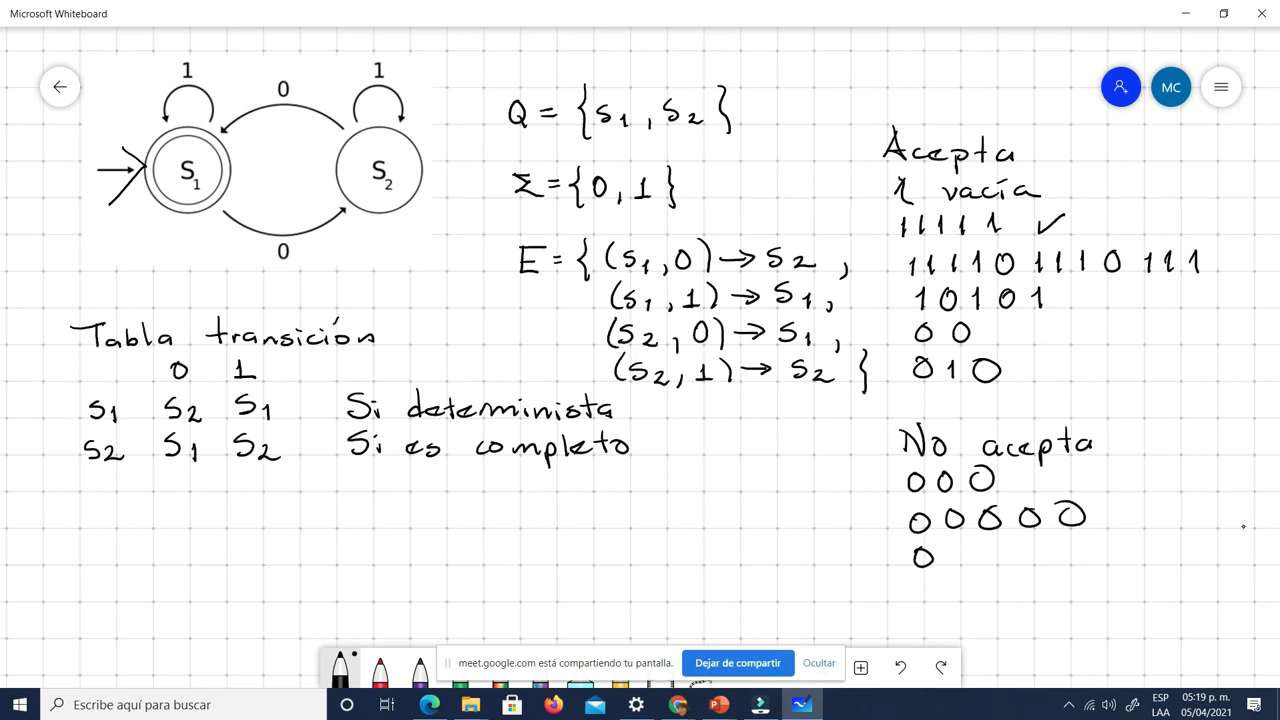 Microsoft Whiteboard
MC
1
1
0
S1
S2
0
Q = {S1, S2}
Σ = {0, 1}
E = {(S1, 0) → S2,
(S1, 1) → S1,
(S2, 0) → S1,
(S2, 1) → S2}
Tabla transición
0 1
S1 S2 S1
S2 S1 S2
Si determinista
Si es completo
Acepta
vacía
11111 ✓
11110 1110 111
10101
00
010
No acepta
000
00000
0
meet.google.com está compartiendo tu pantalla.
Dejar de compartir
Ocultar
Escribe aquí para buscar
ESP
LAA
05:19 p. m.
05/04/2021